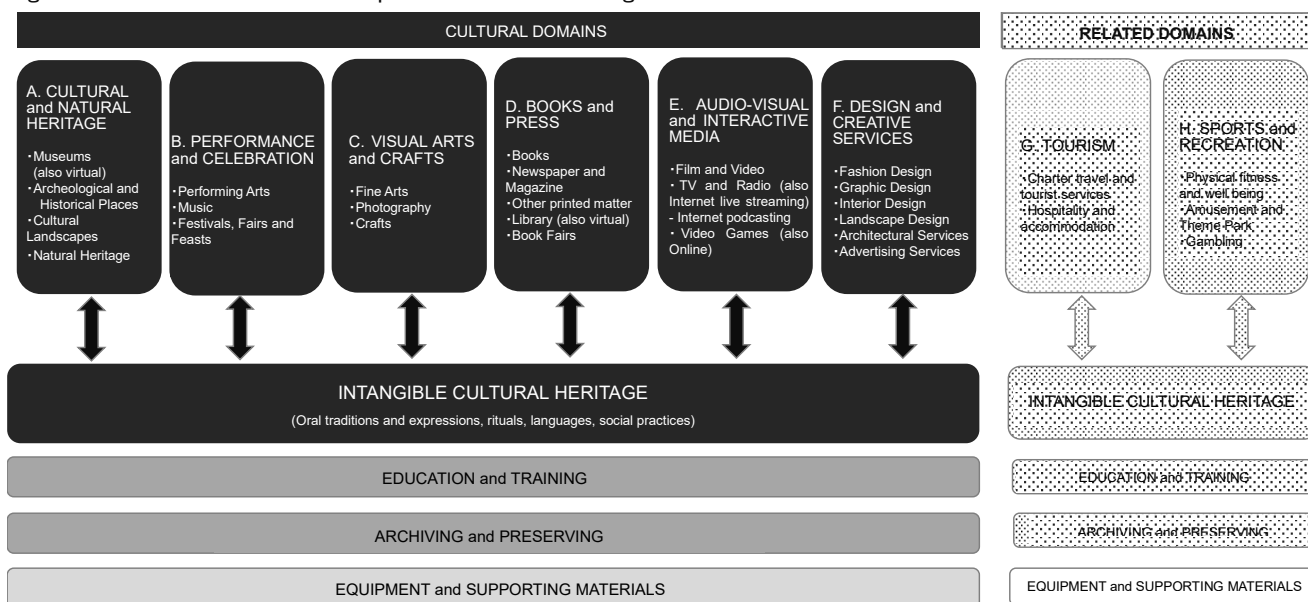 CULTURAL DOMAINS
A. CULTURAL
and NATURAL
HERITAGE
・Museums
(also virtual)
・Archeological and
Historical Places
・Cultural
Landscapes
・Natural Heritage
B. PERFORMANCE
and CELEBRATION
・Performing Arts
・Music
・Festivals, Fairs and
Feasts
C. VISUAL ARTS
and CRAFTS
・Fine Arts
・Photography
・Crafts
D. BOOKS and
PRESS
・Books
・Newspaper and
Magazine
・Other printed matter
・Library (also virtual)
・Book Fairs
E. AUDIO-VISUAL
and INTERACTIVE
MEDIA
・Film and Video
・TV and Radio (also
Internet live streaming)
- Internet podcasting
・Video Games (also
Online)
F. DESIGN and
CREATIVE
SERVICES
・Fashion Design
・Graphic Design
・Interior Design
・Landscape Design
・Architectural Services
・Advertising Services
INTANGIBLE CULTURAL HERITAGE
(Oral traditions and expressions, rituals, languages, social practices)
EDUCATION and TRAINING
ARCHIVING and PRESERVING
EQUIPMENT and SUPPORTING MATERIALS
RELATED DOMAINS
G. TOURISM
・Charter travel and
tourist services
・Hospitality and
accommodation
H. SPORTS and
RECREATION
・Physical fitness
and well being
・Amusement and
Theme Park
・Gambling
INTANGIBLE CULTURAL HERITAGE
EDUCATION and TRAINING
ARCHIVING and PRESERVING
EQUIPMENT and SUPPORTING MATERIALS